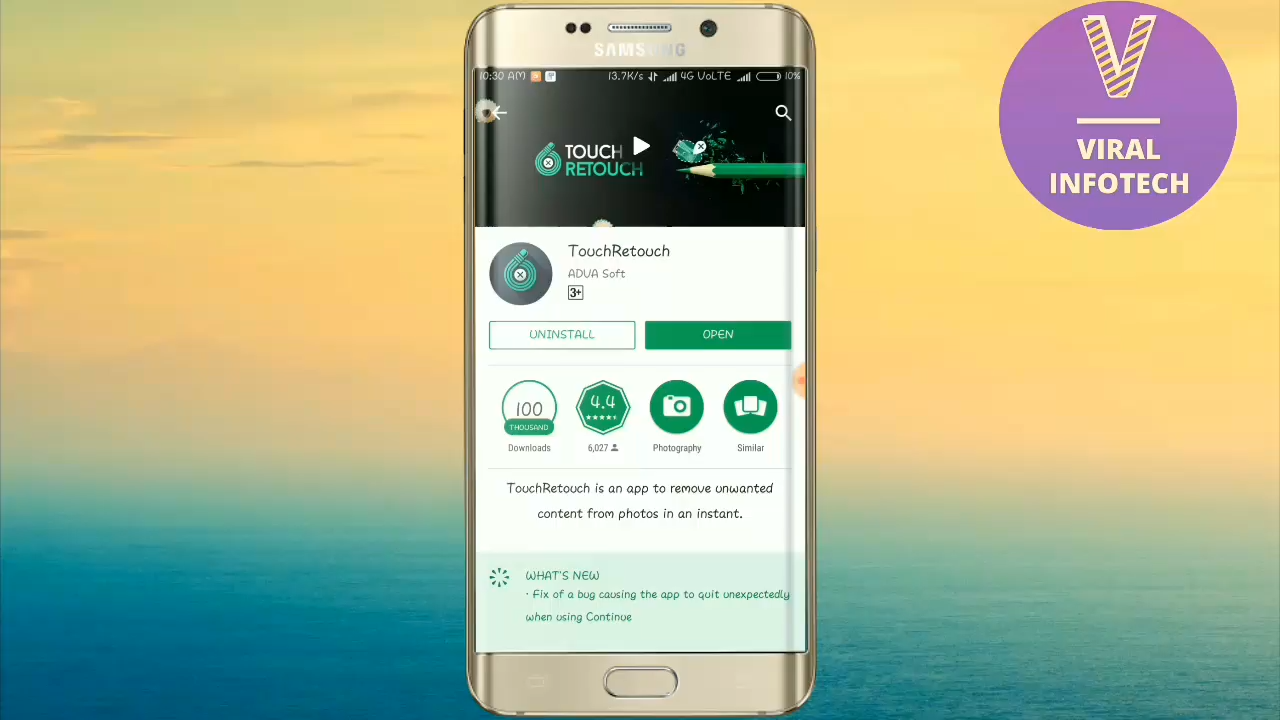 SAMSUNG
10:30 AM 13.7K/s 4G VoLTE 10%
TOUCH
RETOUCH
TouchRetouch
ADVA Soft
3+
UNINSTALL OPEN
100
THOUSAND
4.4
Downloads 6,027 Photography Similar
TouchRetouch is an app to remove unwanted
content from photos in an instant.
WHAT'S NEW
· Fix of a bug causing the app to quit unexpectedly
when using Continue
V
VIRAL
INFOTECH